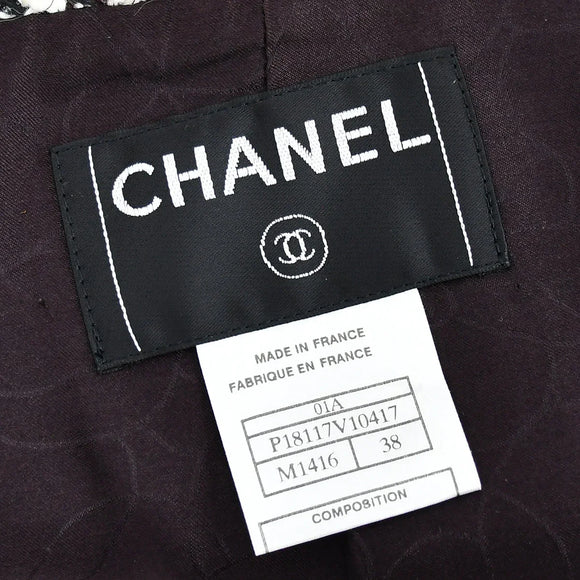 CHANEL
MADE IN FRANCE
FABRIQUE EN FRANCE
01A
P18117V10417
M1416 38
COMPOSITION